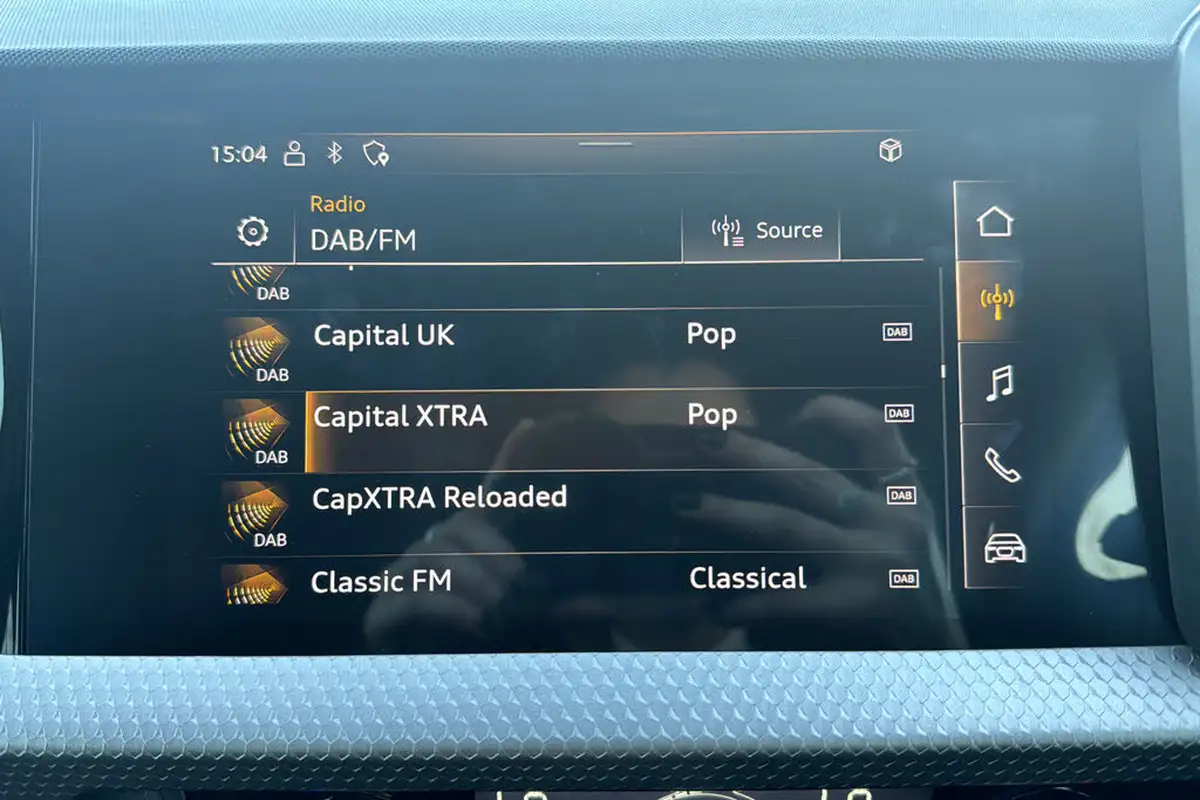 15:04
Radio
DAB/FM
Source
DAB
Capital UK Pop DAB
DAB
Capital XTRA Pop DAB
DAB
CapXTRA Reloaded DAB
DAB
Classic FM Classical DAB